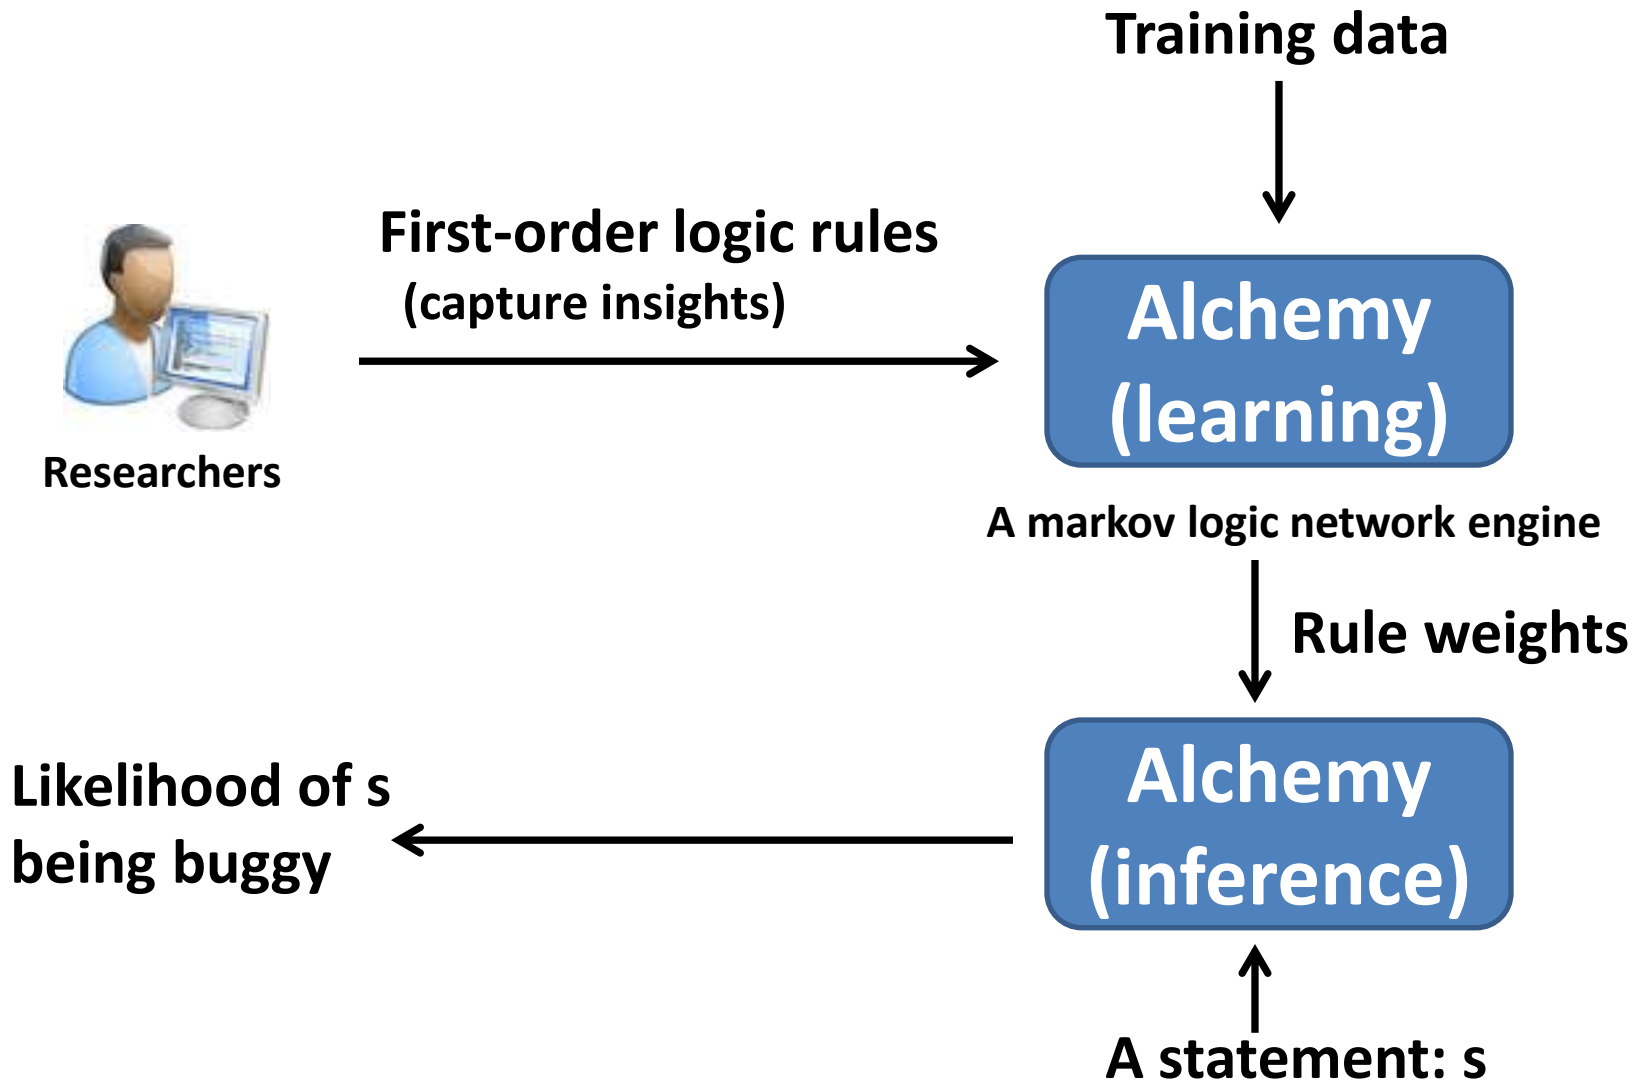 Training data
First-order logic rules
(capture insights)
Alchemy
(learning)
Researchers
A markov logic network engine
Rule weights
Alchemy
(inference)
Likelihood of s
being buggy
A statement: s